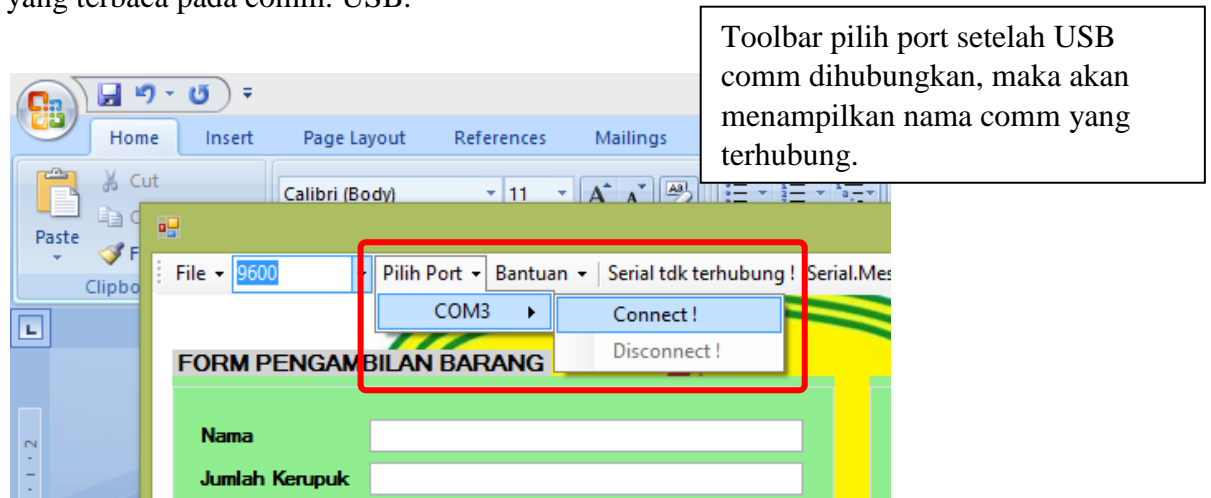 yang terbaca pada comm. USB.
Toolbar pilih port setelah USB
comm dihubungkan, maka akan
menampilkan nama comm yang
terhubung.
Home Insert Page Layout References Mailings
Cut
Calibri (Body) 11
Paste
File 9600 Pilih Port Bantuan Serial tdk terhubung ! Serial.Mes
Clipbo
COM3 Connect !
Disconnect !
FORM PENGAMBILAN BARANG
Nama
Jumlah Kerupuk